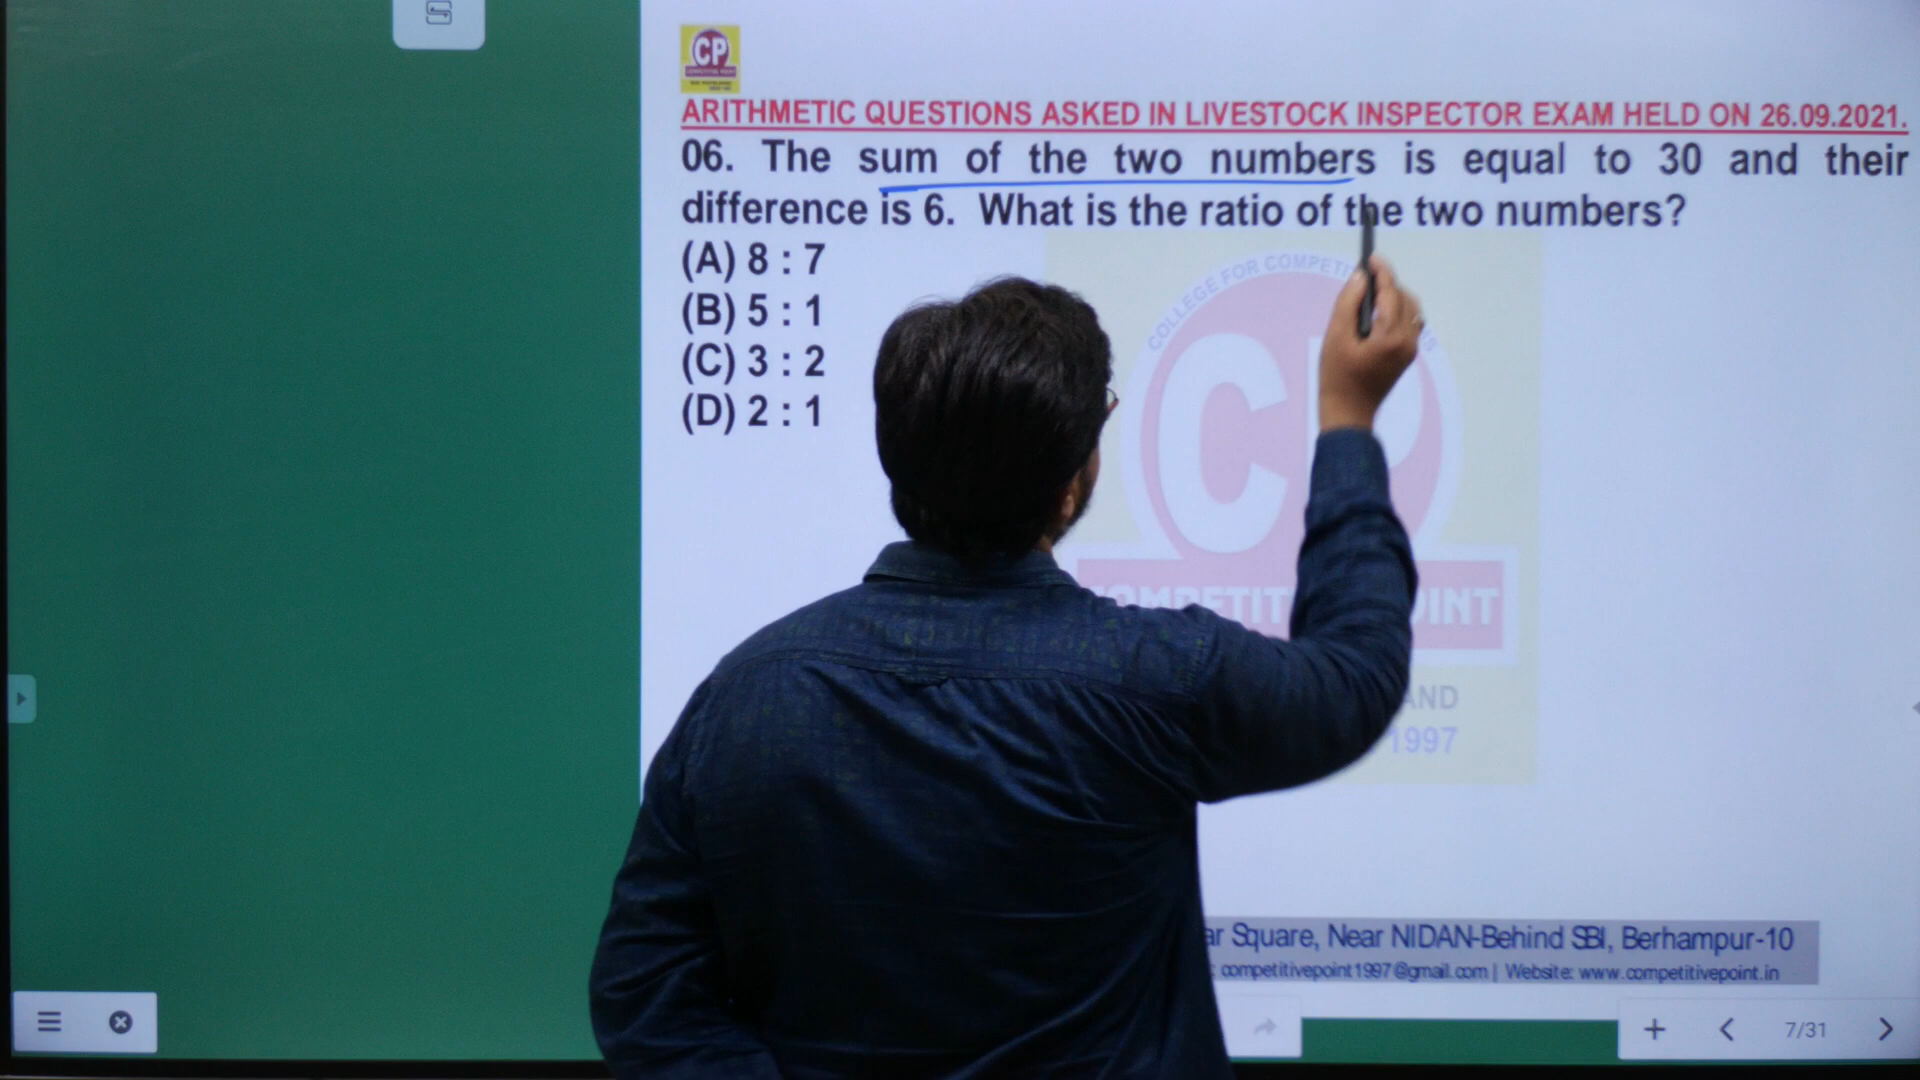 CP
ARITHMETIC QUESTIONS ASKED IN LIVESTOCK INSPECTOR EXAM HELD ON 26.09.2021.
06. The sum of the two numbers is equal to 30 and their
difference is 6. What is the ratio of the two numbers?
(A) 8 : 7
(B) 5 : 1
(C) 3 : 2
(D) 2 : 1
COLLEGE FOR
C
1997
Square, Near NIDAN-Behind SBI, Berhampur-10
: competitivepoint1997@gmail.com | Website: www.competitivepoint.in
7/31